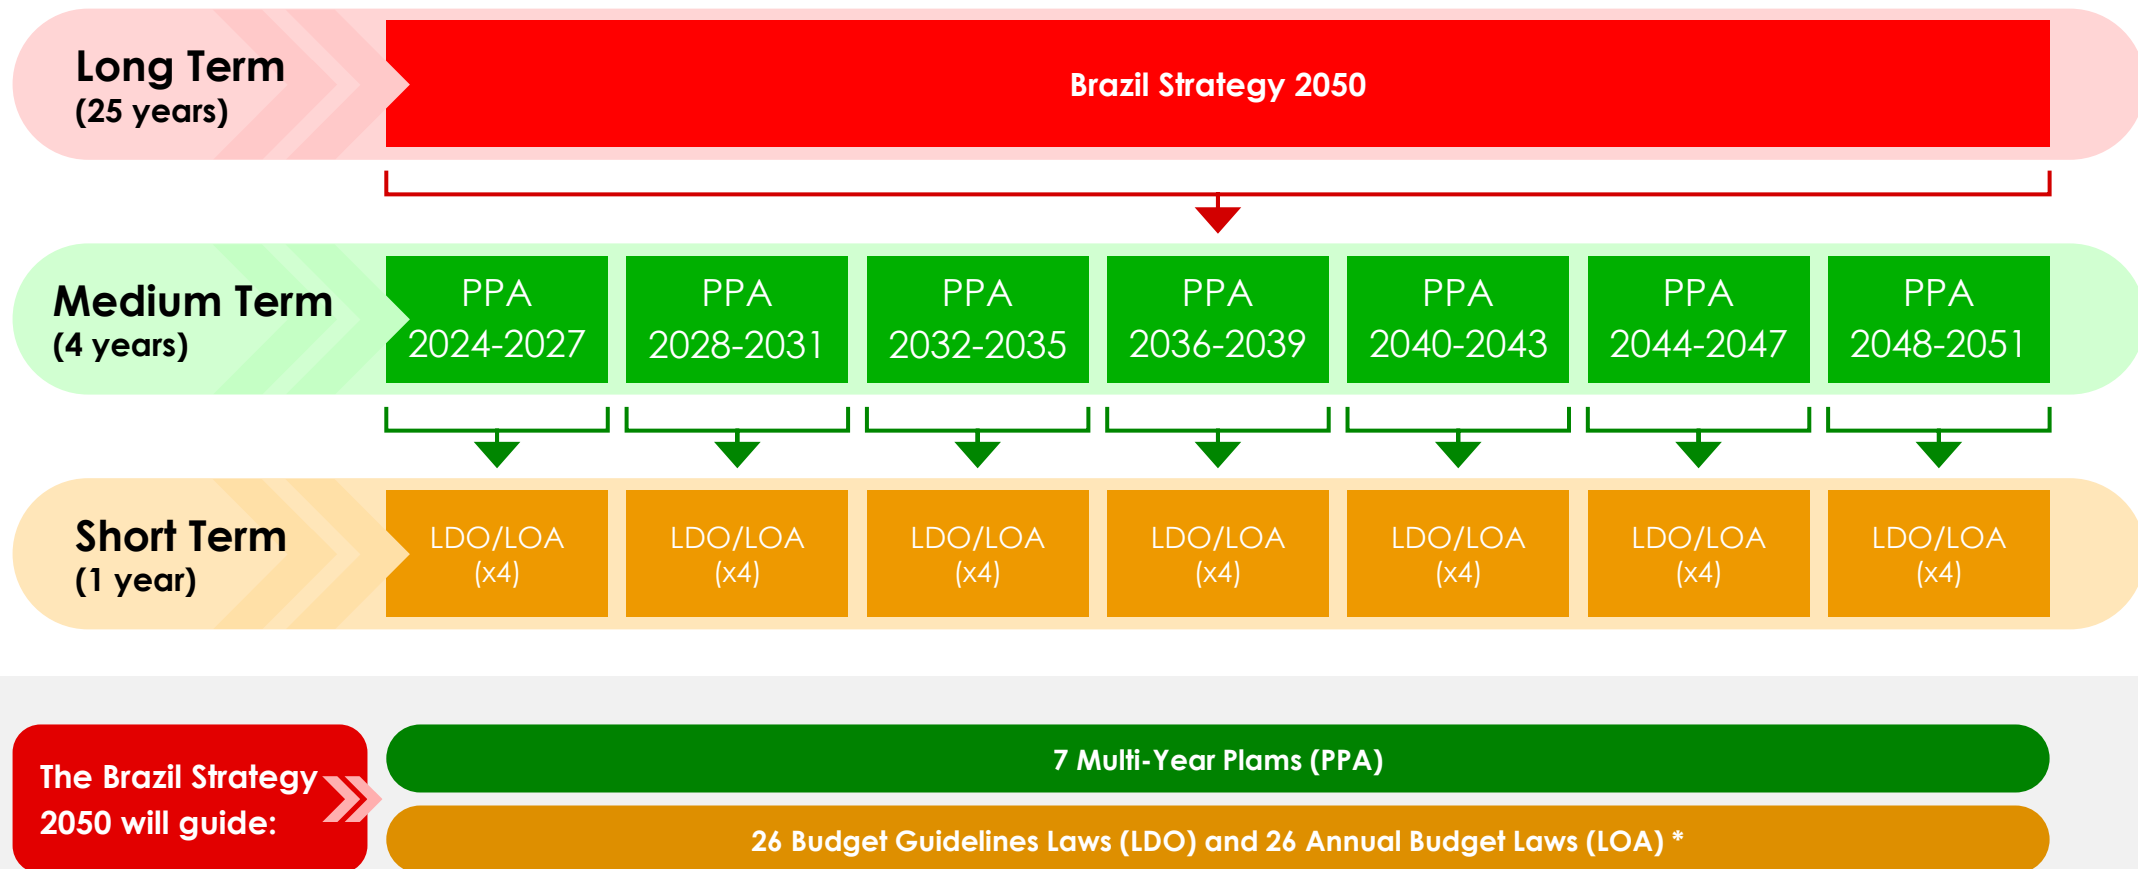 Long Term
(25 years)
Brazil Strategy 2050
Medium Term
(4 years)
PPA
2024-2027
PPA
2028-2031
PPA
2032-2035
PPA
2036-2039
PPA
2040-2043
PPA
2044-2047
PPA
2048-2051
Short Term
(1 year)
LDO/LOA
(x4)
LDO/LOA
(x4)
LDO/LOA
(x4)
LDO/LOA
(x4)
LDO/LOA
(x4)
LDO/LOA
(x4)
LDO/LOA
(x4)
The Brazil Strategy
2050 will guide:
7 Multi-Year Plams (PPA)
26 Budget Guidelines Laws (LDO) and 26 Annual Budget Laws (LOA) *